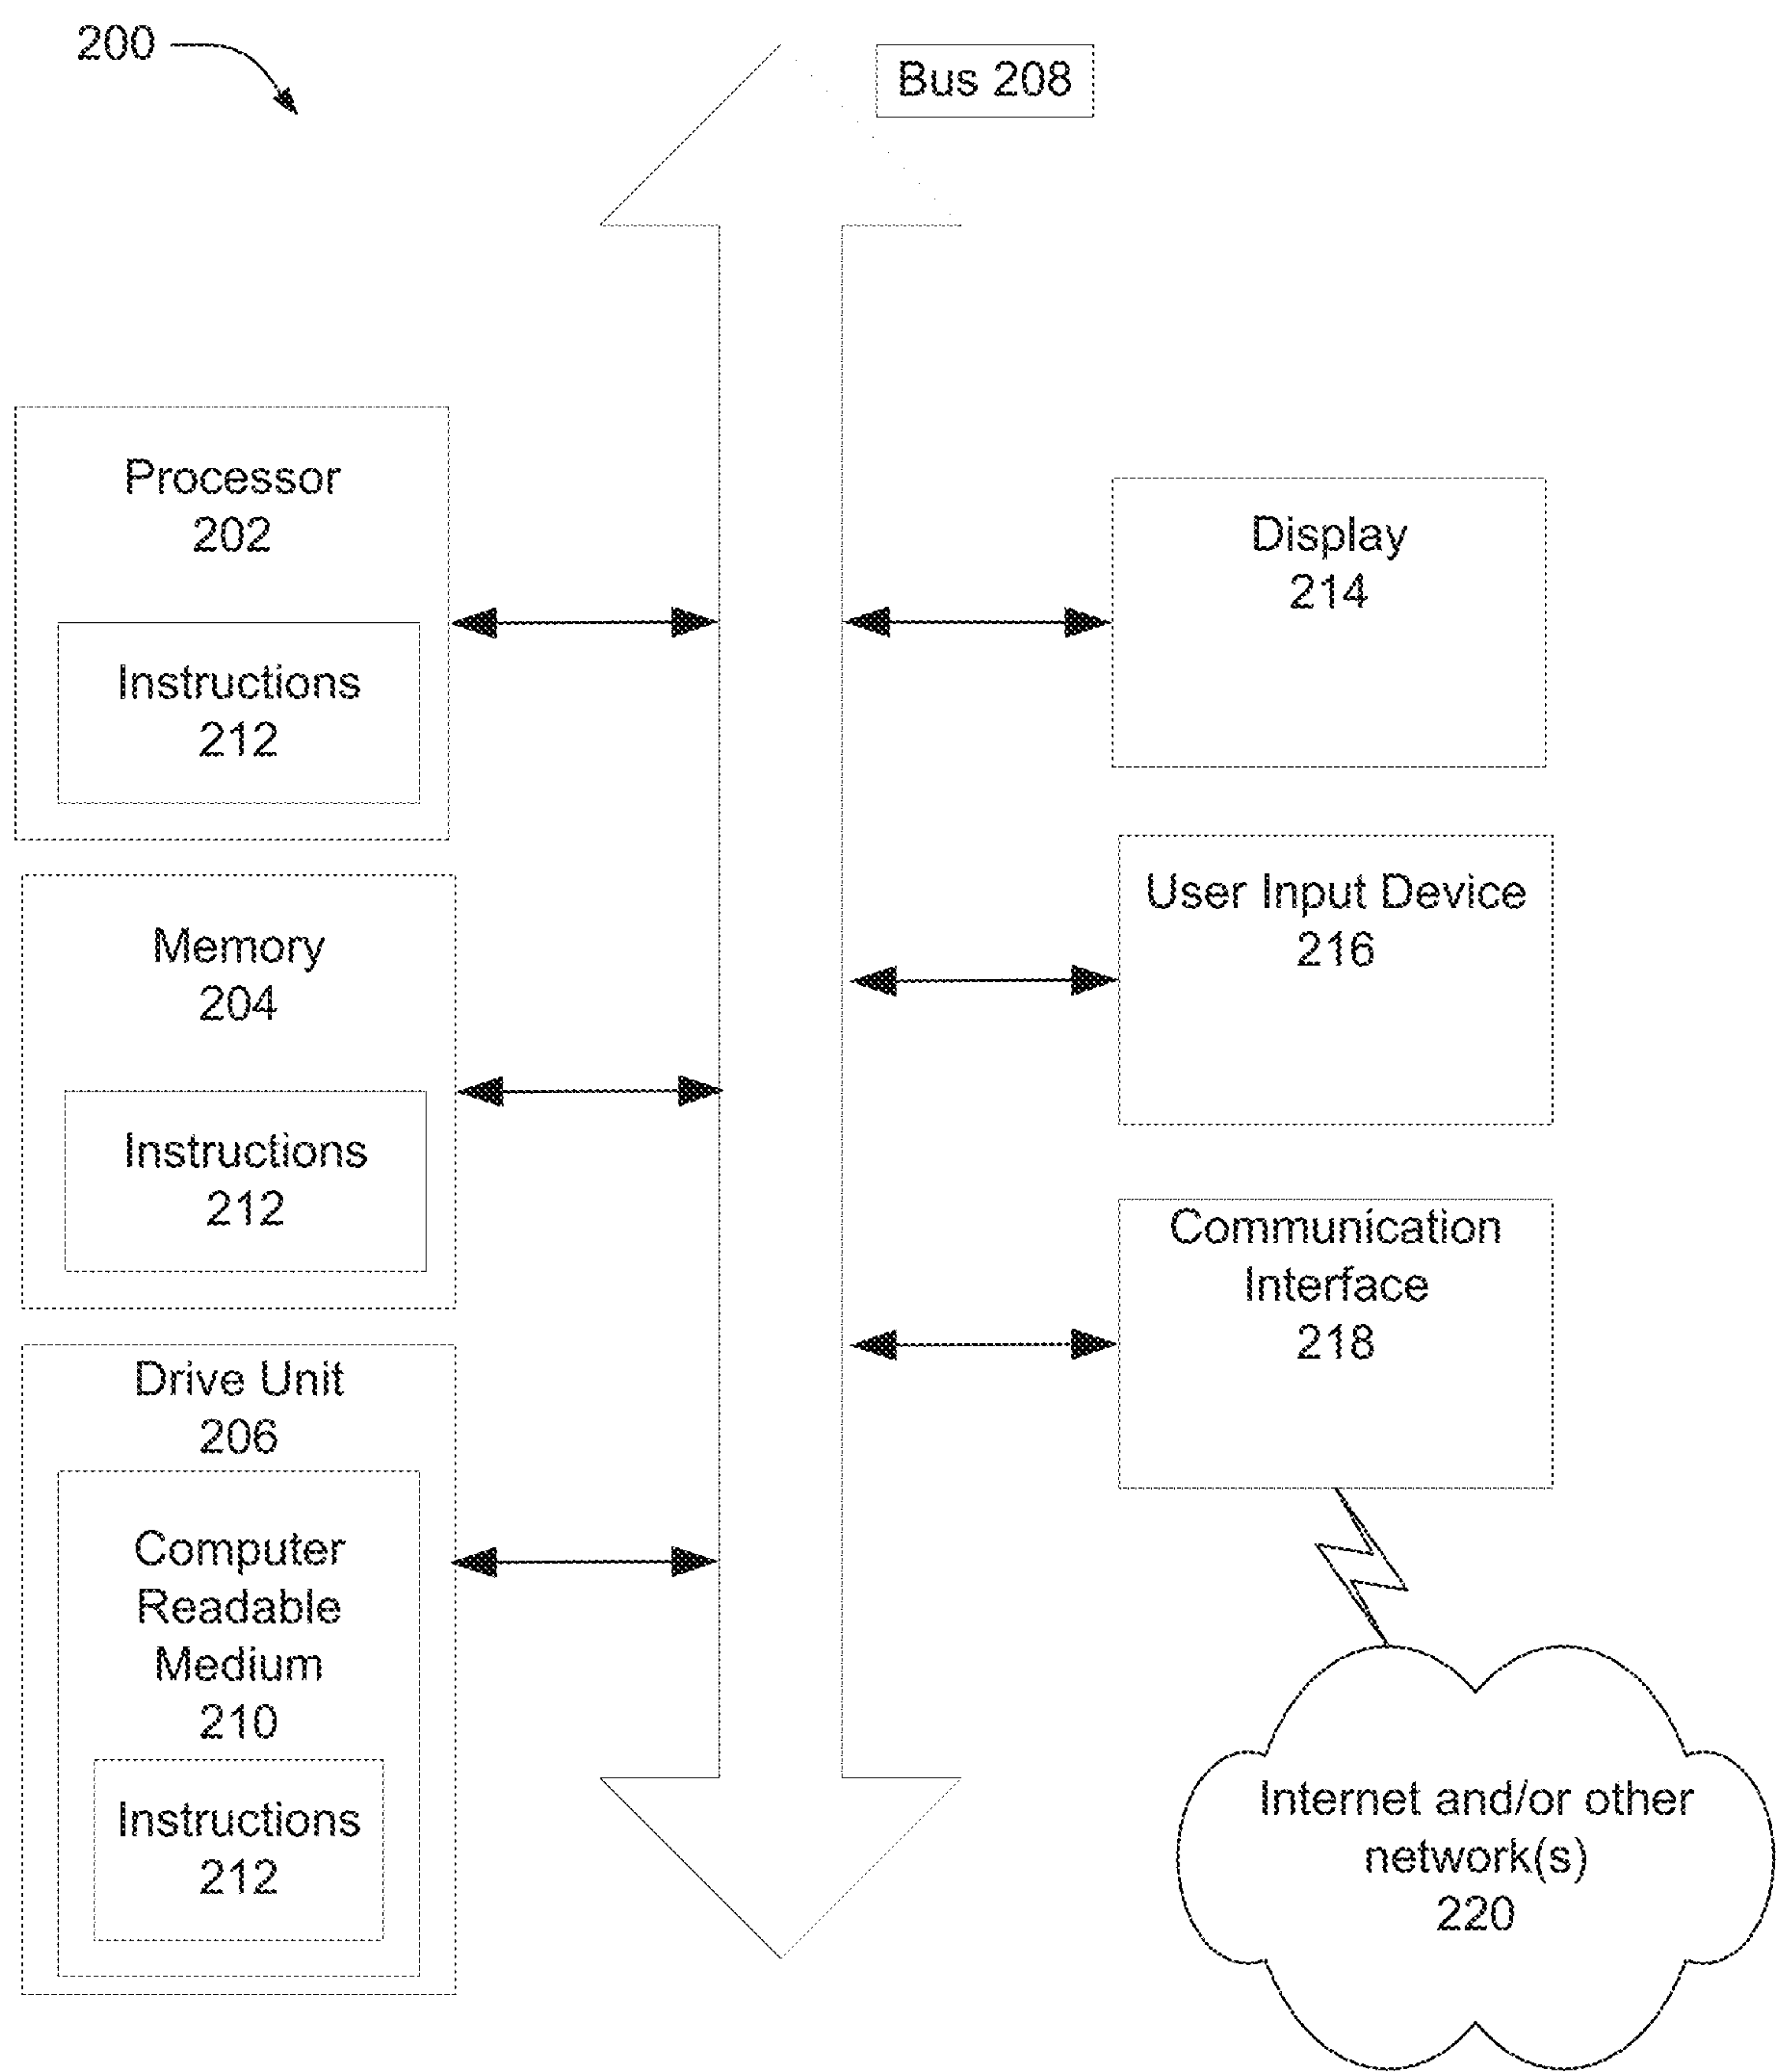 200
Bus 208
Processor
202
Instructions
212
Memory
204
Instructions
212
Drive Unit
206
Computer
Readable
Medium
210
Instructions
212
Display
214
User Input Device
216
Communication
Interface
218
Internet and/or other
network(s)
220